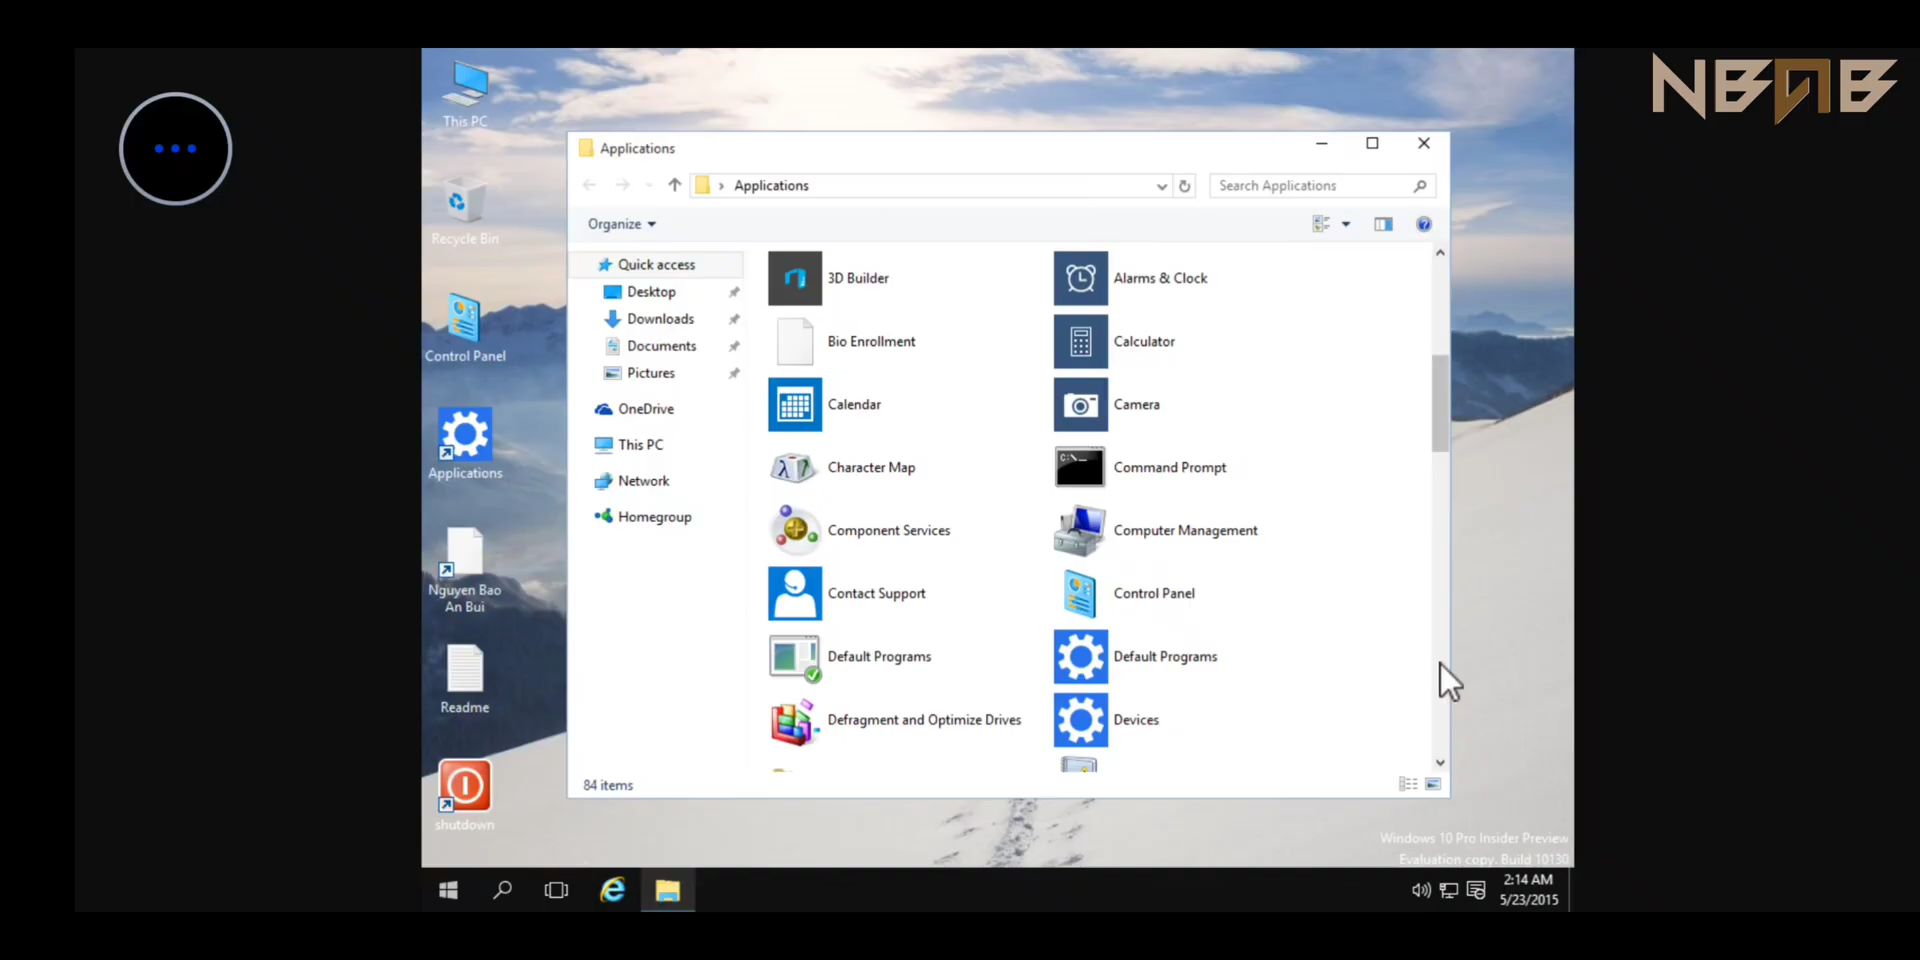 NBAB
This PC
Recycle Bin
Control Panel
Applications
Nguyen Bao
An Bui
Readme
shutdown
Applications
Applications
Search Applications
Organize
Quick access
Desktop
Downloads
Documents
Pictures
OneDrive
This PC
Network
Homegroup
3D Builder
Alarms & Clock
Bio Enrollment
Calculator
Calendar
Camera
Character Map
Command Prompt
Component Services
Computer Management
Contact Support
Control Panel
Default Programs
Default Programs
Defragment and Optimize Drives
Devices
84 items
Windows 10 Pro Insider Preview
Evaluation copy. Build 10130
2:14 AM
5/23/2015